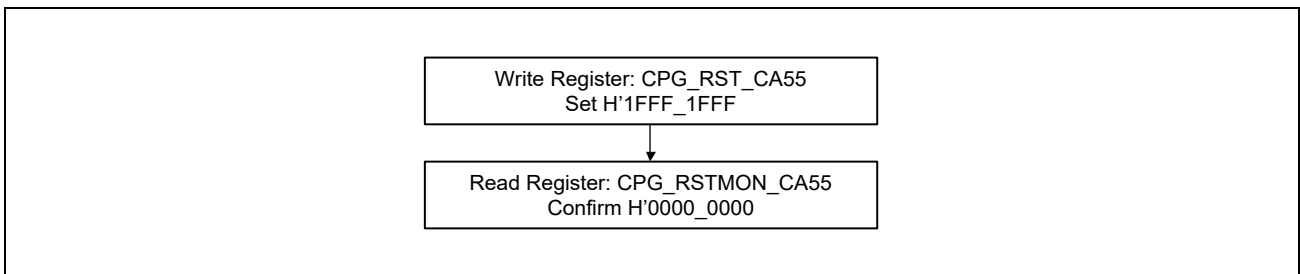 Write Register: CPG_RST_CA55
Set H’1FFF_1FFF
Read Register: CPG_RSTMON_CA55
Confirm H’0000_0000